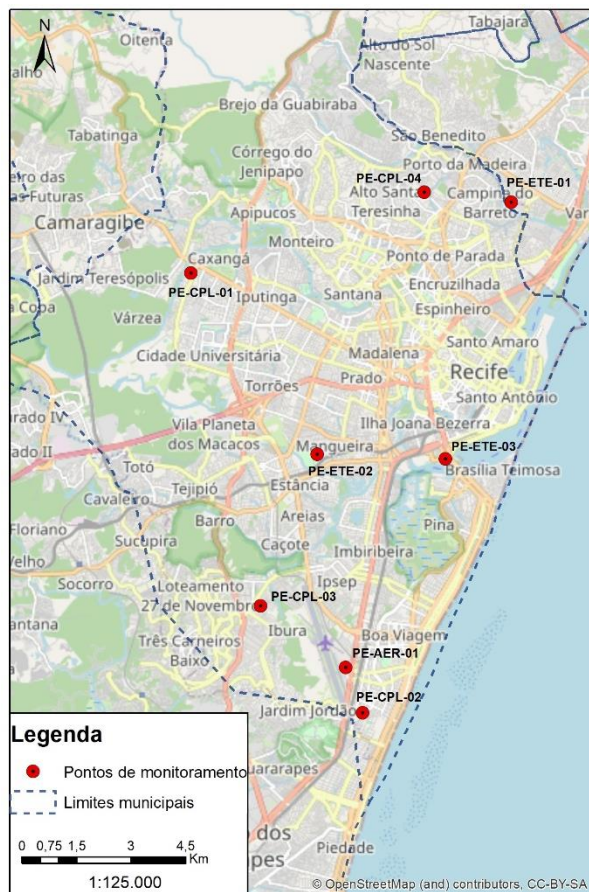 N
Tabajara
Oitenta
Alto do Sol
Nascente
Brejo da Guabiraba
São Benedito
Tabatinga
Córrego do
Jenipapo
Porto da Madeira
das Futuras
PE-CPL-04
Alto Santa
Teresinha
Campina do
Barreto
PE-ETE-01
Camaragibe
Apipucos
Monteiro
Ponto de Parada
Caxangá
Jardim Teresópolis
PE-CPL-01
Iputinga
Santana
Encruzilhada
Espinheiro
Várzea
Cidade Universitária
Madalena
Santo Amaro
Torrões
Prado
Recife
Santo Antônio
Vila Planeta
dos Macacos
Ilha Joana Bezerra
Mangueira
PE-ETE-03
Totó
PE-ETE-02
Brasília Teimosa
Estância
Tejipió
Cavaleiro
Areias
Floriano
Barro
Pina
Sucupira
Caçote
Imbiribeira
Socorro
Loteamento
27 de Novembro
Ipsep
PE-CPL-03
Ibura
Três Carneiros
Baixo
Boa Viagem
PE-AER-01
PE-CPL-02
Jardim Jordão
Legenda
Pontos de monitoramento
Limites municipais
uararapes
0 0,75 1,5 3 4,5
Km
1:125.000
dos
pes
Piedade
© OpenStreetMap (and) contributors, CC-BY-SA